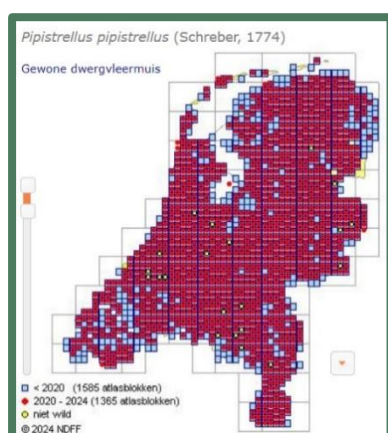 Pipistrellus pipistrellus (Schreber, 1774)
Gewone dwergvleermuis
< 2020 (1585 atlasblokken)
2020 - 2024 (1365 atlasblokken)
niet wild
© 2024 NDFF